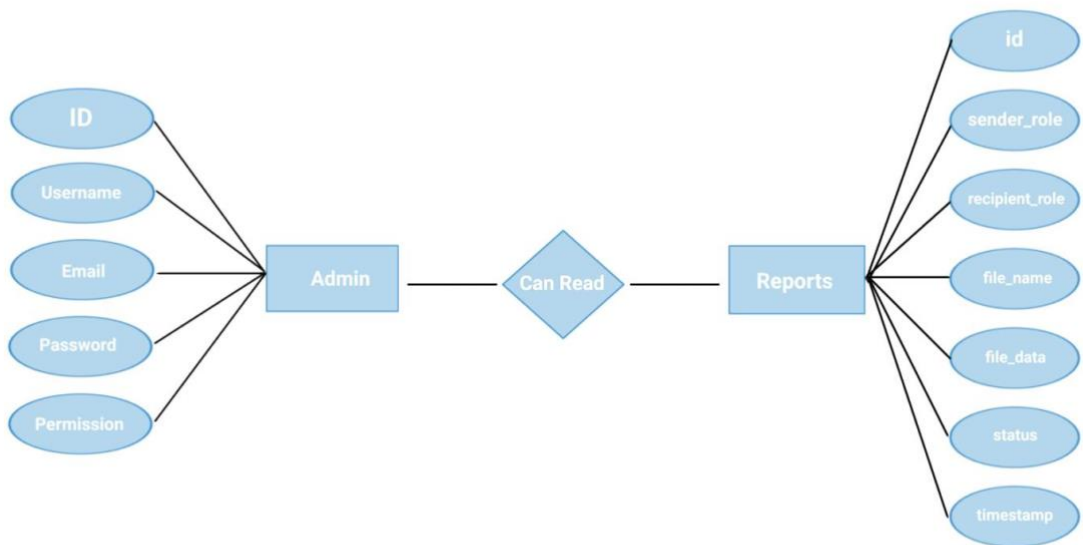 ID
Username
Email
Password
Permission
Admin
Can Read
Reports
id
sender_role
recipient_role
file_name
file_data
status
timestamp